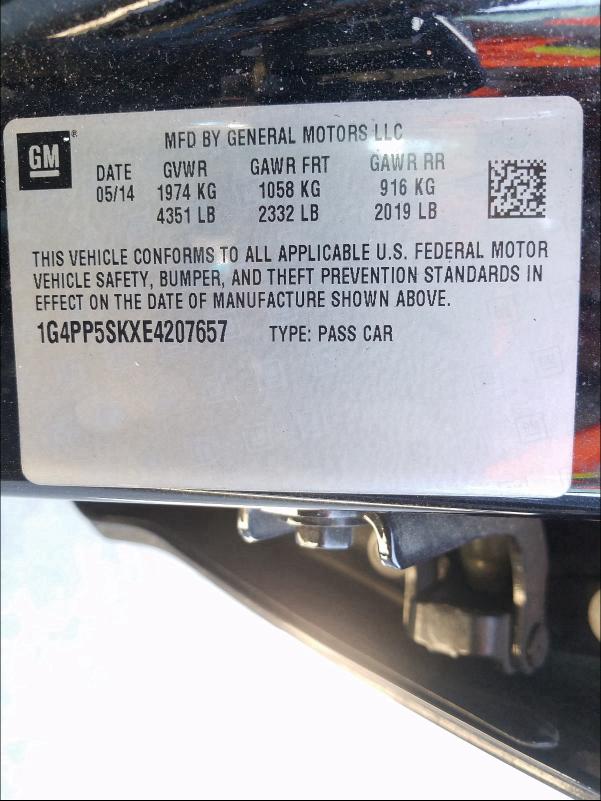 GM ®
MFD BY GENERAL MOTORS LLC
DATE GVWR GAWR FRT GAWR RR
05/14 1974 KG 1058 KG 916 KG
4351 LB 2332 LB 2019 LB
THIS VEHICLE CONFORMS TO ALL APPLICABLE U.S. FEDERAL MOTOR
VEHICLE SAFETY, BUMPER, AND THEFT PREVENTION STANDARDS IN
EFFECT ON THE DATE OF MANUFACTURE SHOWN ABOVE.
1G4PP5SKXE4207657 TYPE: PASS CAR